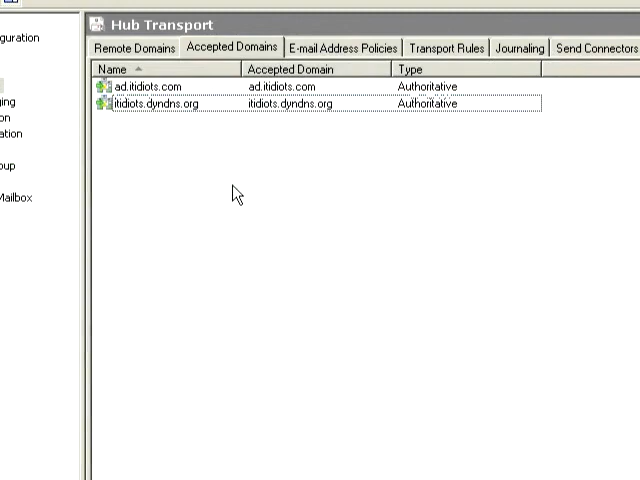 Hub Transport
guration
Remote Domains Accepted Domains E-mail Address Policies Transport Rules Journaling Send Connectors
Name Accepted Domain Type
ad.itidiots.com ad.itidiots.com Authoritative
ging
itidiots.dyndns.org itidiots.dyndns.org Authoritative
on
ation
oup
Mailbox